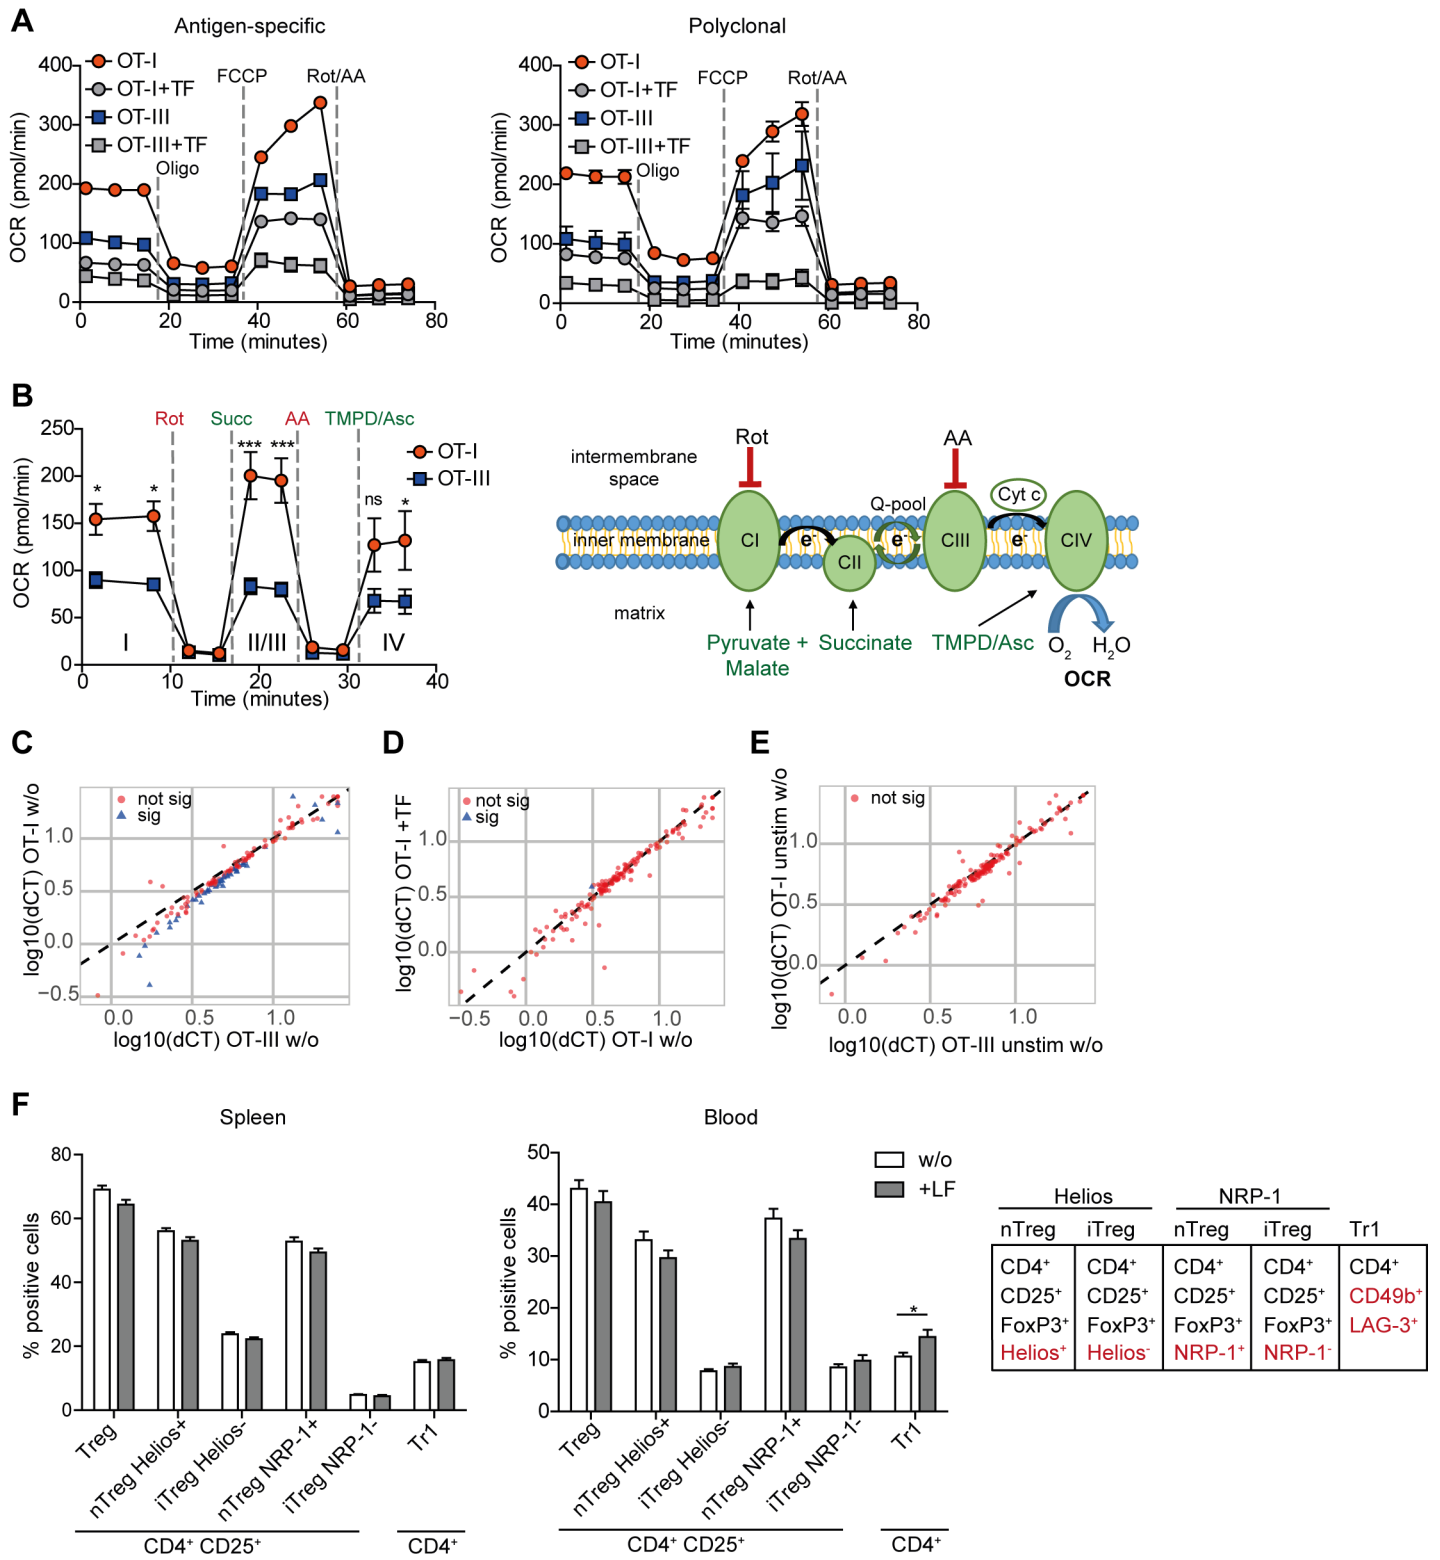 A
Antigen-specific
Polyclonal
OCR (pmol/min)
400
300
200
100
0
0 20 40 60 80
Time (minutes)
OT-I
OT-I+TF
OT-III
OT-III+TF
Oligo
FCCP
Rot/AA
OCR (pmol/min)
400
300
200
100
0
0 20 40 60 80
Time (minutes)
OT-I
OT-I+TF
OT-III
OT-III+TF
Oligo
FCCP
Rot/AA
B
Rot Succ AA TMPD/Asc
OCR (pmol/min)
250
200
150
100
50
0
0 10 20 30 40
Time (minutes)
* * *** *** ns *
I II/III IV
OT-I
OT-III
intermembrane
space
inner membrane
matrix
Rot
AA
CI
e-
CII
Q-pool
e-
CIII
Cyt c
e-
CIV
Pyruvate +
Malate
Succinate
TMPD/Asc
O2 H2O
OCR
C
log10(dCT) OT-I w/o
1.0
0.5
0.0
−0.5
0.0 0.5 1.0
log10(dCT) OT-III w/o
not sig
sig
D
log10(dCT) OT-I +TF
1.0
0.5
0.0
−0.5 0.0 0.5 1.0
log10(dCT) OT-I w/o
not sig
sig
E
log10(dCT) OT-I unstim w/o
1.0
0.5
0.0
0.0 0.5 1.0
log10(dCT) OT-III unstim w/o
not sig
F
Spleen
% positive cells
80
60
40
20
0
Treg
nTreg Helios+
iTreg Helios-
nTreg NRP-1+
iTreg NRP-1-
Tr1
CD4+ CD25+
CD4+
Blood
% poisitive cells
50
40
30
20
10
0
*
Treg
nTreg Helios+
iTreg Helios-
nTreg NRP-1+
iTreg NRP-1-
Tr1
CD4+ CD25+
CD4+
w/o
+LF
Helios NRP-1
nTreg iTreg nTreg iTreg Tr1
CD4+ CD4+ CD4+ CD4+ CD4+
CD25+ CD25+ CD25+ CD25+ CD49b+
FoxP3+ FoxP3+ FoxP3+ FoxP3+ LAG-3+
Helios+ Helios- NRP-1+ NRP-1-